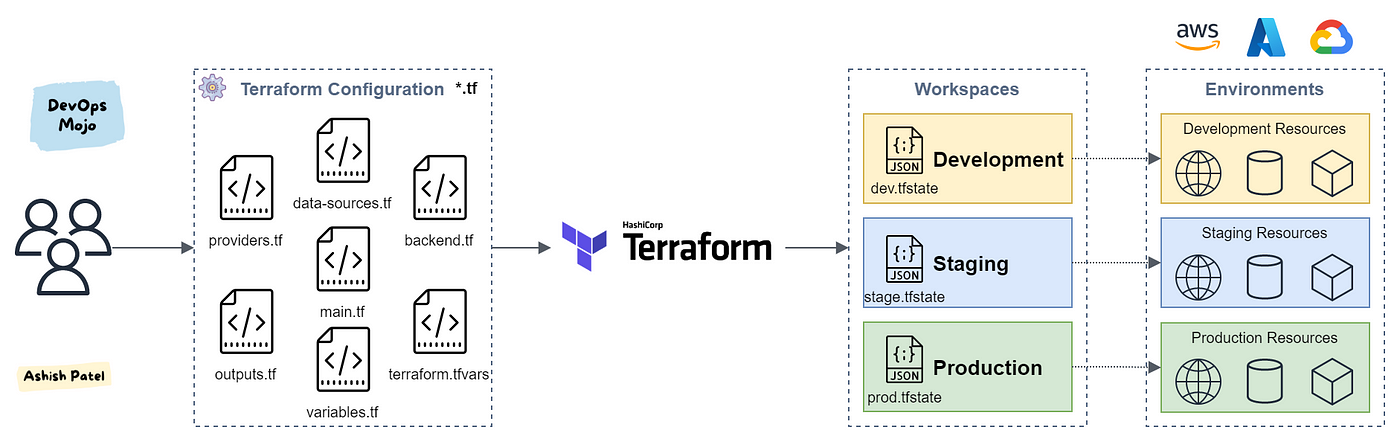 DevOps
Mojo
Ashish Patel
Terraform Configuration *.tf
data-sources.tf
providers.tf
backend.tf
main.tf
outputs.tf
terraform.tfvars
variables.tf
HashiCorp
Terraform
Workspaces
{;}
JSON
Development
dev.tfstate
{;}
JSON
Staging
stage.tfstate
{;}
JSON
Production
prod.tfstate
aws
Environments
Development Resources
Staging Resources
Production Resources